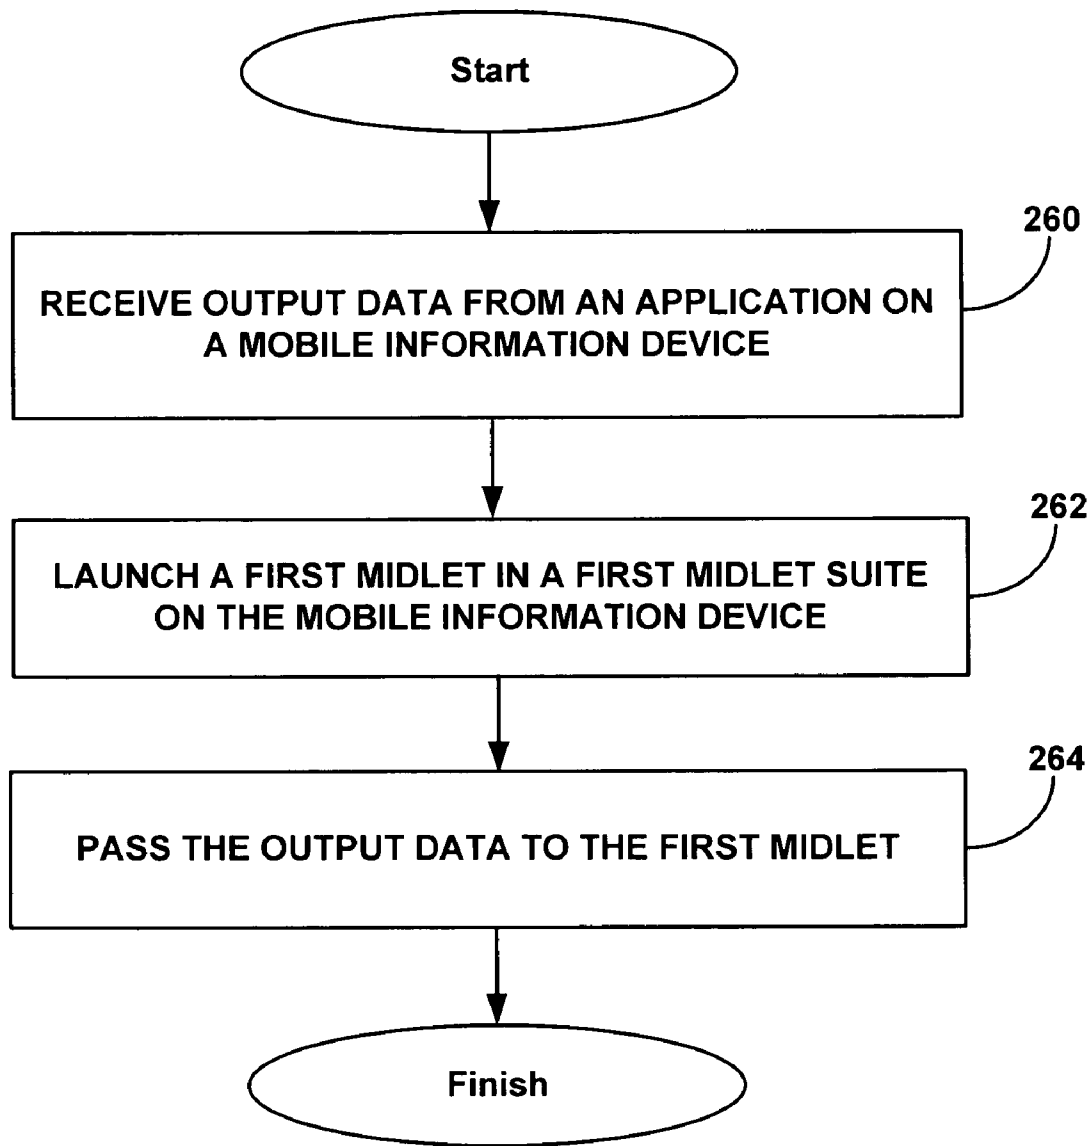 Start
260
RECEIVE OUTPUT DATA FROM AN APPLICATION ON
A MOBILE INFORMATION DEVICE
262
LAUNCH A FIRST MIDLET IN A FIRST MIDLET SUITE
ON THE MOBILE INFORMATION DEVICE
264
PASS THE OUTPUT DATA TO THE FIRST MIDLET
Finish